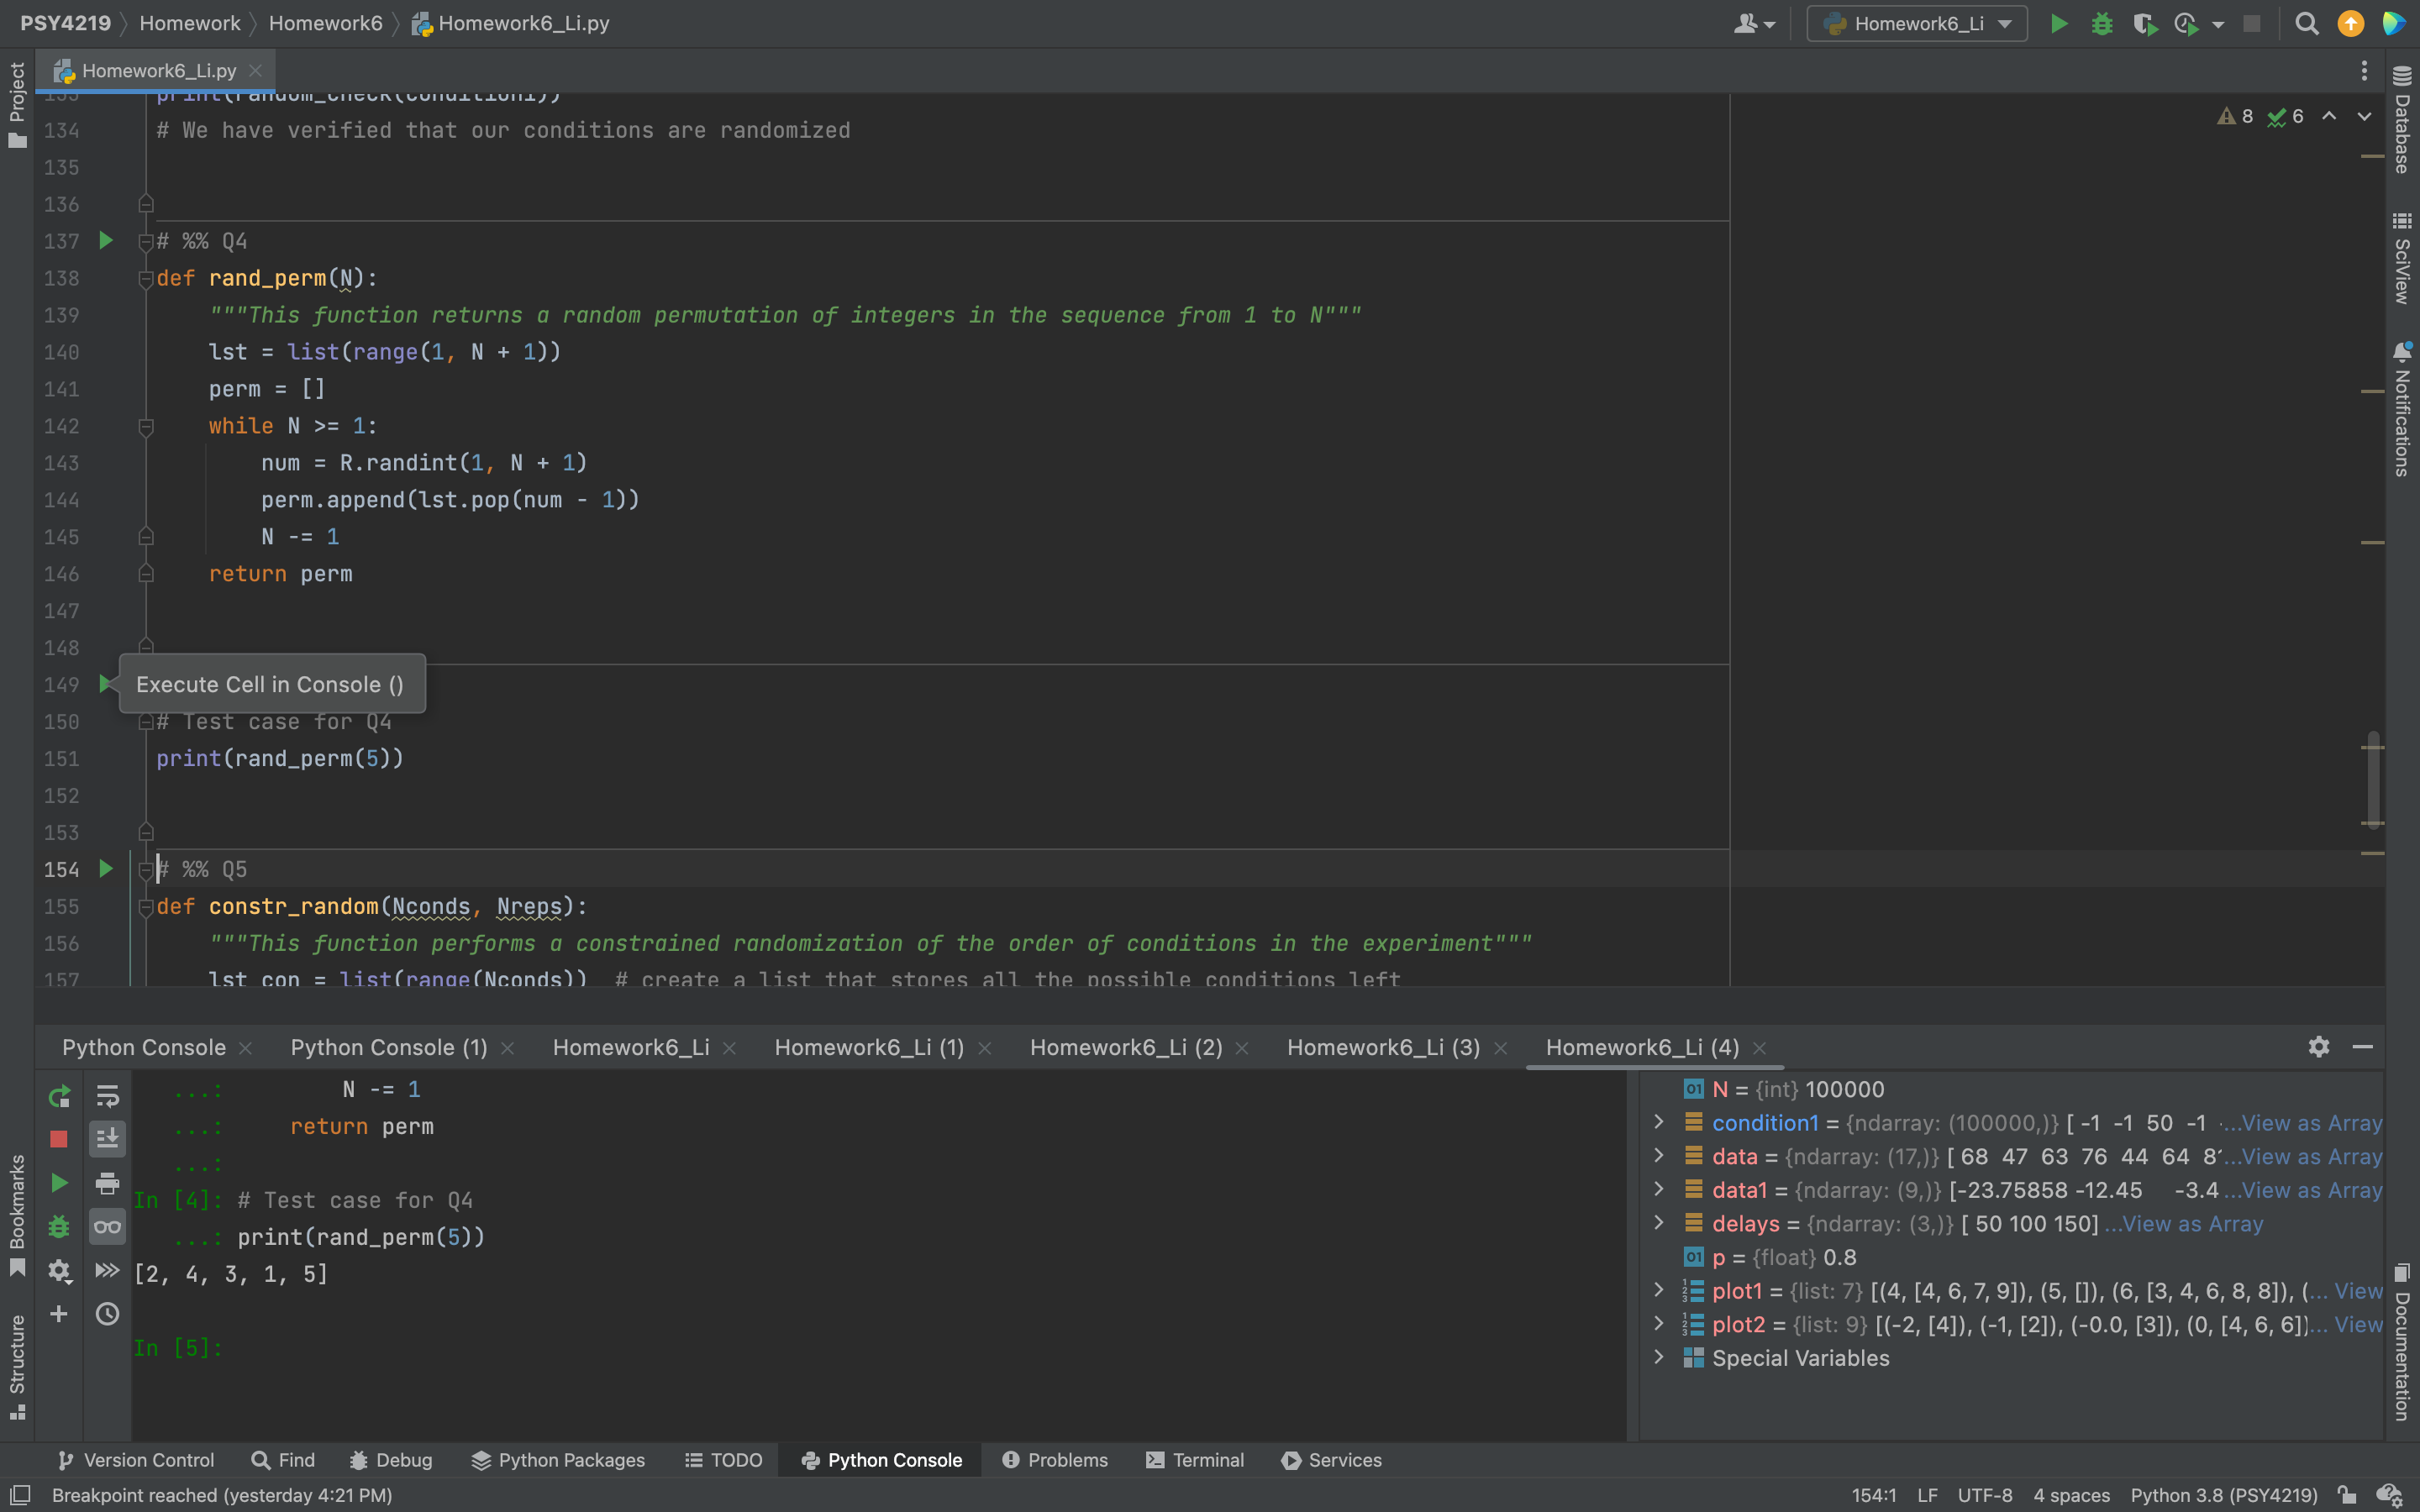 PSY4219 Homework Homework6 Homework6_Li.py
Homework6_Li
Homework6_Li.py
Project
print(random_check(condition1))
134 # We have verified that our conditions are randomized
8 6
135
136
137 # %% Q4
138 def rand_perm(N):
139 """This function returns a random permutation of integers in the sequence from 1 to N"""
140 lst = list(range(1, N + 1))
141 perm = []
142 while N >= 1:
143 num = R.randint(1, N + 1)
144 perm.append(lst.pop(num - 1))
145 N -= 1
146 return perm
147
148
149 Execute Cell in Console ()
150 # Test case for Q4
151 print(rand_perm(5))
152
153
154 # %% Q5
155 def constr_random(Nconds, Nreps):
156 """This function performs a constrained randomization of the order of conditions in the experiment"""
157 lst_con = list(range(Nconds)) # create a list that stores all the possible conditions left
Database
SciView
Notifications
Python Console Python Console (1) Homework6_Li Homework6_Li (1) Homework6_Li (2) Homework6_Li (3) Homework6_Li (4)
...: N -= 1
...: return perm
...:
In [4]: # Test case for Q4
...: print(rand_perm(5))
[2, 4, 3, 1, 5]
In [5]:
N = {int} 100000
condition1 = {ndarray: (100000,)} [ -1 -1 50 -1 ...View as Array
data = {ndarray: (17,)} [ 68 47 63 76 44 64 ...View as Array
data1 = {ndarray: (9,)} [-23.75858 -12.45 -3.4 ...View as Array
delays = {ndarray: (3,)} [ 50 100 150] ...View as Array
p = {float} 0.8
plot1 = {list: 7} [(4, [4, 6, 7, 9]), (5, []), (6, [3, 4, 6, 8, 8]), (... View
plot2 = {list: 9} [(-2, [4]), (-1, [2]), (-0.0, [3]), (0, [4, 6, 6])... View
Special Variables
Bookmarks
Structure
Documentation
Version Control Find Debug Python Packages TODO Python Console Problems Terminal Services
Breakpoint reached (yesterday 4:21 PM) 154:1 LF UTF-8 4 spaces Python 3.8 (PSY4219)